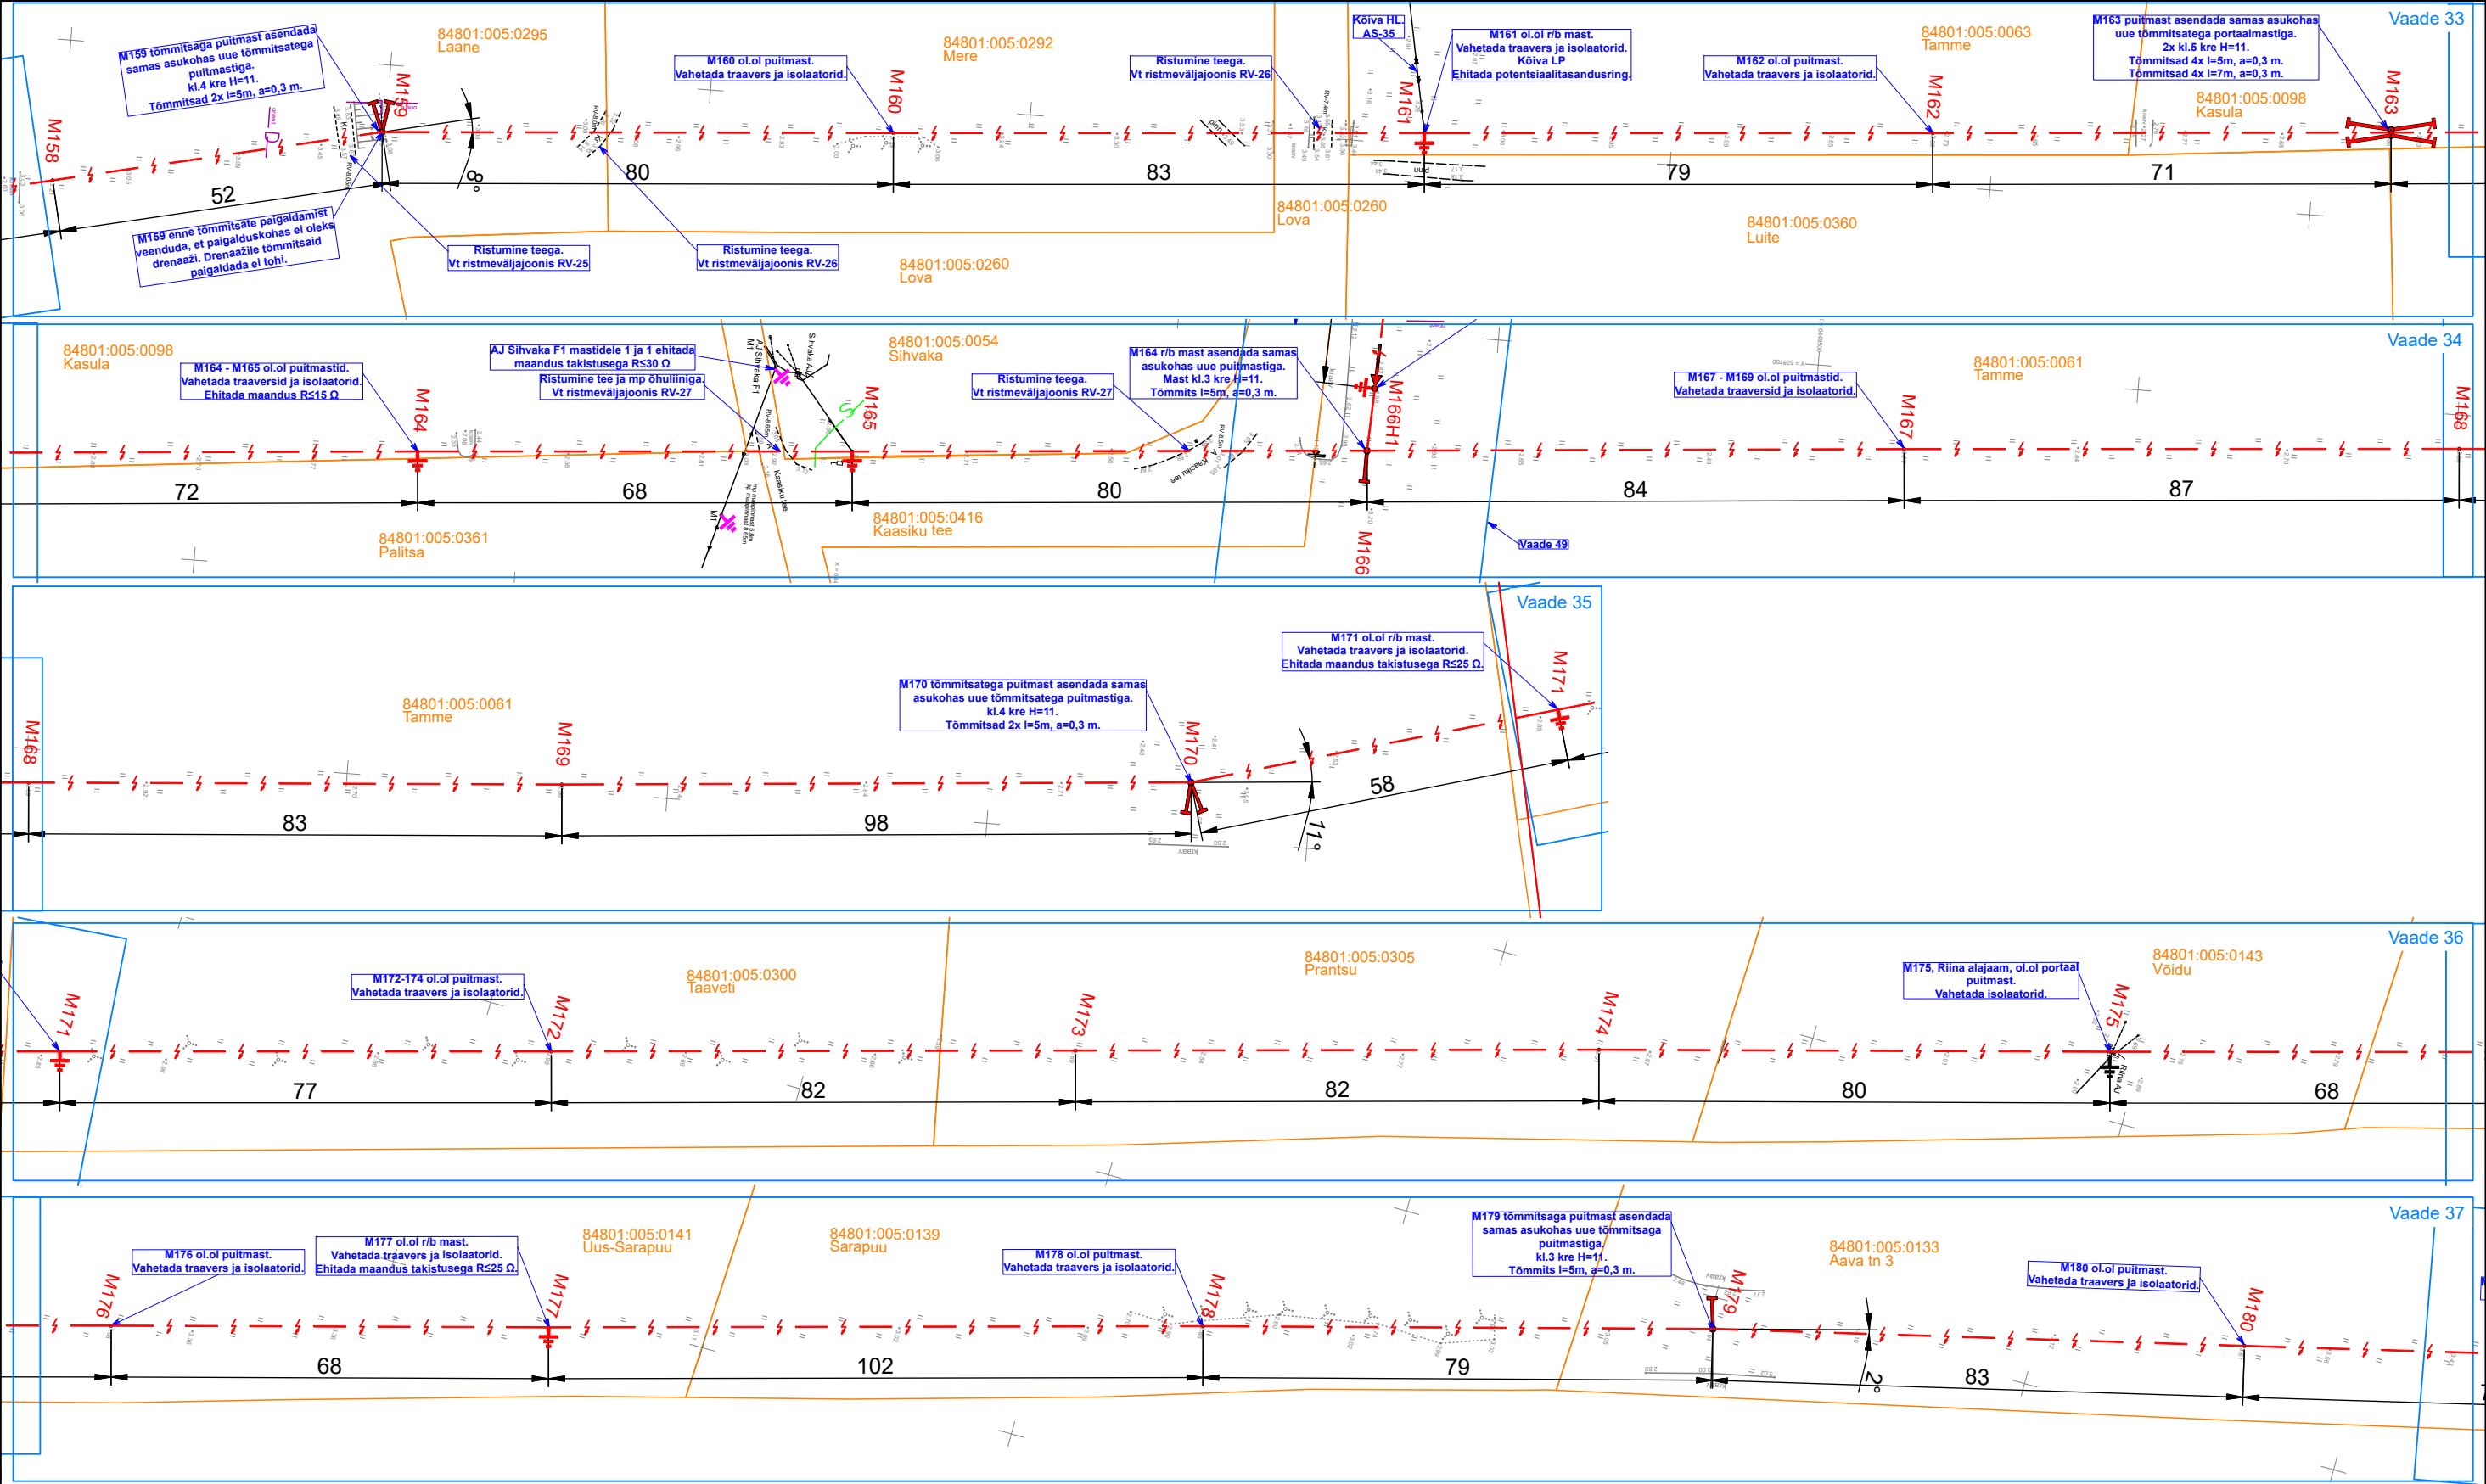 Vaade 33
M159 tõmmitsaga puitmast asendada
samas asukohas uue tõmmitsatega
puitmastiga.
kl.4 kre H=11.
Tõmmitsad 2x l=5m, a=0,3 m.
84801:005:0295
Laane
M160 ol.ol puitmast.
Vahetada traavers ja isolaatorid.
84801:005:0292
Mere
Ristumine teega.
Vt ristmeväljajoonis RV-26
Kõiva HL.
AS-35
M161 ol.ol r/b mast.
Vahetada traavers ja isolaatorid.
Kõiva LP
Ehitada potensiaalitasandusring.
M162 ol.ol puitmast.
Vahetada traavers ja isolaatorid.
84801:005:0063
Tamme
M163 puitmast asendada samas asukohas
uue tõmmitsatega portaalmastiga.
2x kl.5 kre H=11.
Tõmmitsad 4x l=5m, a=0,3 m.
Tõmmitsad 4x l=7m, a=0,3 m.
84801:005:0098
Kasula
M158
M159
M160
M161
M162
M163
52
8°
80
83
79
71
M159 enne tõmmitsate paigaldamist
veenduda, et paigalduskohas ei oleks
drenaaži. Drenaažile tõmmitsaid
paigaldada ei tohi.
Ristumine teega.
Vt ristmeväljajoonis RV-25
Ristumine teega.
Vt ristmeväljajoonis RV-26
84801:005:0260
Lova
84801:005:0260
Lova
84801:005:0360
Luite
Vaade 34
84801:005:0098
Kasula
M164 - M165 ol.ol puitmastid.
Vahetada traaversid ja isolaatorid.
Ehitada maandus R≤15 Ω
AJ Sihvaka F1 mastidele 1 ja 1 ehitada
maandus takistusega R≤30 Ω
Ristumine tee ja mp õhuliiniga.
Vt ristmeväljajoonis RV-27
AJ Sihvaka F1
M1
Sihvaka AJ
84801:005:0054
Sihvaka
Ristumine teega.
Vt ristmeväljajoonis RV-27
M164 r/b mast asendada samas
asukohas uue puitmastiga.
Mast kl.3 kre H=11.
Tõmmits l=5m, a=0,3 m.
M167 - M169 ol.ol puitmastid.
Vahetada traaversid ja isolaatorid.
84801:005:0061
Tamme
M164
M165
M166H1
M166
M167
M168
Kaasiku tee
Kaasiku tee
M1
72
68
80
84
87
84801:005:0361
Palitsa
84801:005:0416
Kaasiku tee
Vaade 49
Vaade 35
84801:005:0061
Tamme
M170 tõmmitsatega puitmast asendada samas
asukohas uue tõmmitsatega puitmastiga.
kl.4 kre H=11.
Tõmmitsad 2x l=5m, a=0,3 m.
M171 ol.ol r/b mast.
Vahetada traavers ja isolaatorid.
Ehitada maandus takistusega R≤25 Ω.
M168
M169
M170
M171
83
98
58
11°
kraav
Vaade 36
M172-174 ol.ol puitmast.
Vahetada traavers ja isolaatorid.
84801:005:0300
Taaveti
84801:005:0305
Prantsu
M175, Riina alajaam, ol.ol portaal
puitmast.
Vahetada isolaatorid.
84801:005:0143
Võidu
M171
M172
M173
M174
M175
Riina AJ
77
82
82
80
68
Vaade 37
M176 ol.ol puitmast.
Vahetada traavers ja isolaatorid.
M177 ol.ol r/b mast.
Vahetada traavers ja isolaatorid.
Ehitada maandus takistusega R≤25 Ω.
84801:005:0141
Uus-Sarapuu
84801:005:0139
Sarapuu
M178 ol.ol puitmast.
Vahetada traavers ja isolaatorid.
M179 tõmmitsaga puitmast asendada
samas asukohas uue tõmmitsaga
puitmastiga.
kl.3 kre H=11.
Tõmmits l=5m, a=0,3 m.
84801:005:0133
Aava tn 3
M180 ol.ol puitmast.
Vahetada traavers ja isolaatorid.
M176
M177
M178
M179
M180
kraav
kraav
68
102
79
2°
83